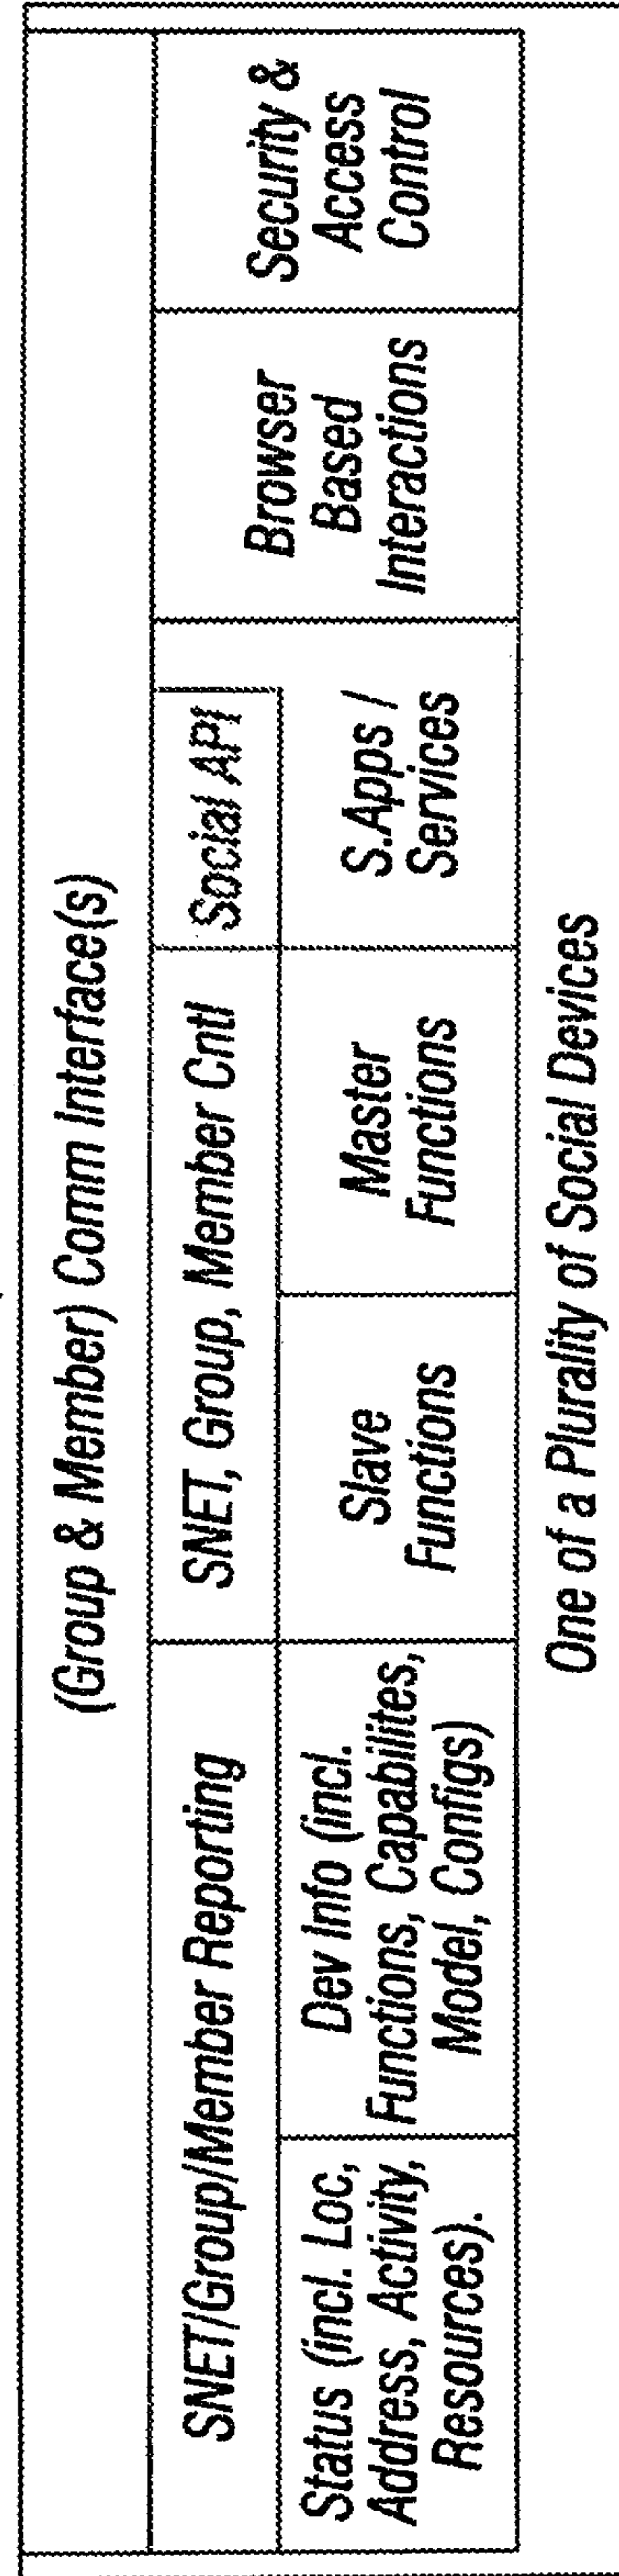 (Group & Member) Comm Interface(s)
SNET/Group/Member Reporting
SNET, Group, Member Cntl
Social API
Browser
Based
Interactions
Security &
Access
Control
Status (incl. Loc,
Address, Activity,
Resources).
Dev Info (incl.
Functions, Capabilites,
Model, Configs)
Slave
Functions
Master
Functions
S.Apps /
Services
One of a Plurality of Social Devices